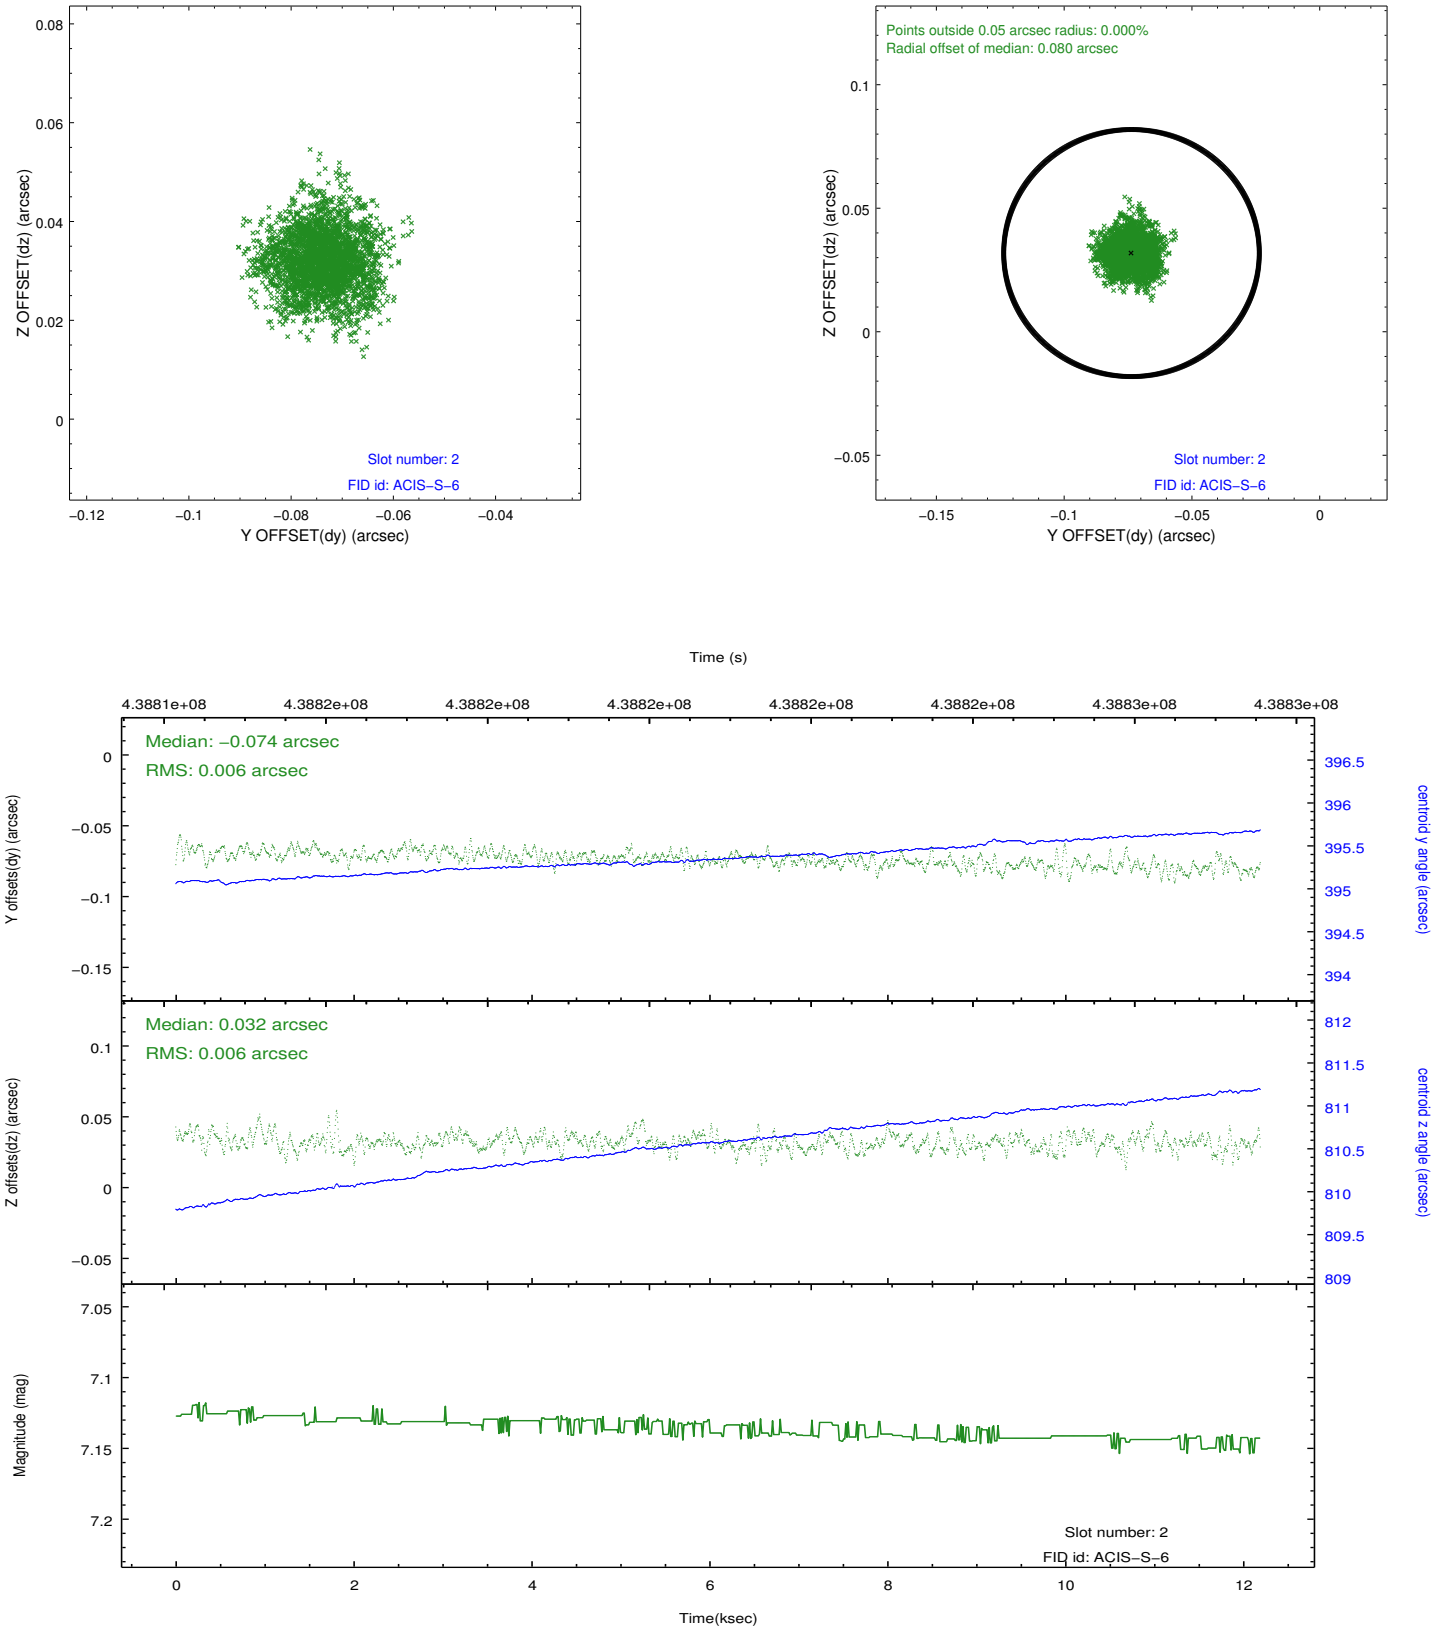 0.08
0.06
0.04
0.02
0
Z OFFSET(dz) (arcsec)
Slot number: 2
FID id: ACIS−S−6
−0.12
−0.1
−0.08
−0.06
−0.04
Y OFFSET(dy) (arcsec)
Points outside 0.05 arcsec radius: 0.000%
Radial offset of median: 0.080 arcsec
0.1
0.05
0
−0.05
Z OFFSET(dz) (arcsec)
Slot number: 2
FID id: ACIS−S−6
−0.15
−0.1
−0.05
0
Y OFFSET(dy) (arcsec)
Time (s)
4.3881e+08
4.3882e+08
4.3882e+08
4.3882e+08
4.3882e+08
4.3882e+08
4.3883e+08
4.3883e+08
Median: −0.074 arcsec
RMS: 0.006 arcsec
0
−0.05
−0.1
−0.15
Y offsets(dy) (arcsec)
396.5
396
395.5
395
394.5
394
centroid y angle (arcsec)
Median: 0.032 arcsec
RMS: 0.006 arcsec
0.1
0.05
0
−0.05
Z offsets(dz) (arcsec)
812
811.5
811
810.5
810
809.5
809
centroid z angle (arcsec)
7.05
7.1
7.15
7.2
Magnitude (mag)
Slot number: 2
FID id: ACIS−S−6
0
2
4
6
8
10
12
Time(ksec)